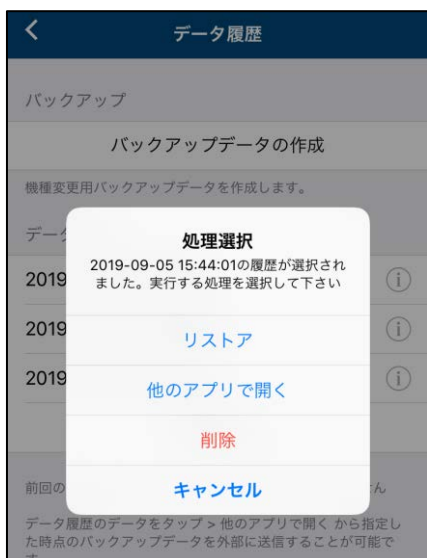 データ履歴
バックアップ
バックアップデータの作成
機種変更用バックアップデータを作成します。
デー
処理選択
2019-09-05 15:44:01の履歴が選択され
ました。実行する処理を選択して下さい
2019
2019
2019
リストア
他のアプリで開く
削除
キャンセル
前回の
ん
データ履歴のデータをタップ > 他のアプリで開く から指定し
た時点のバックアップデータを外部に送信することが可能で